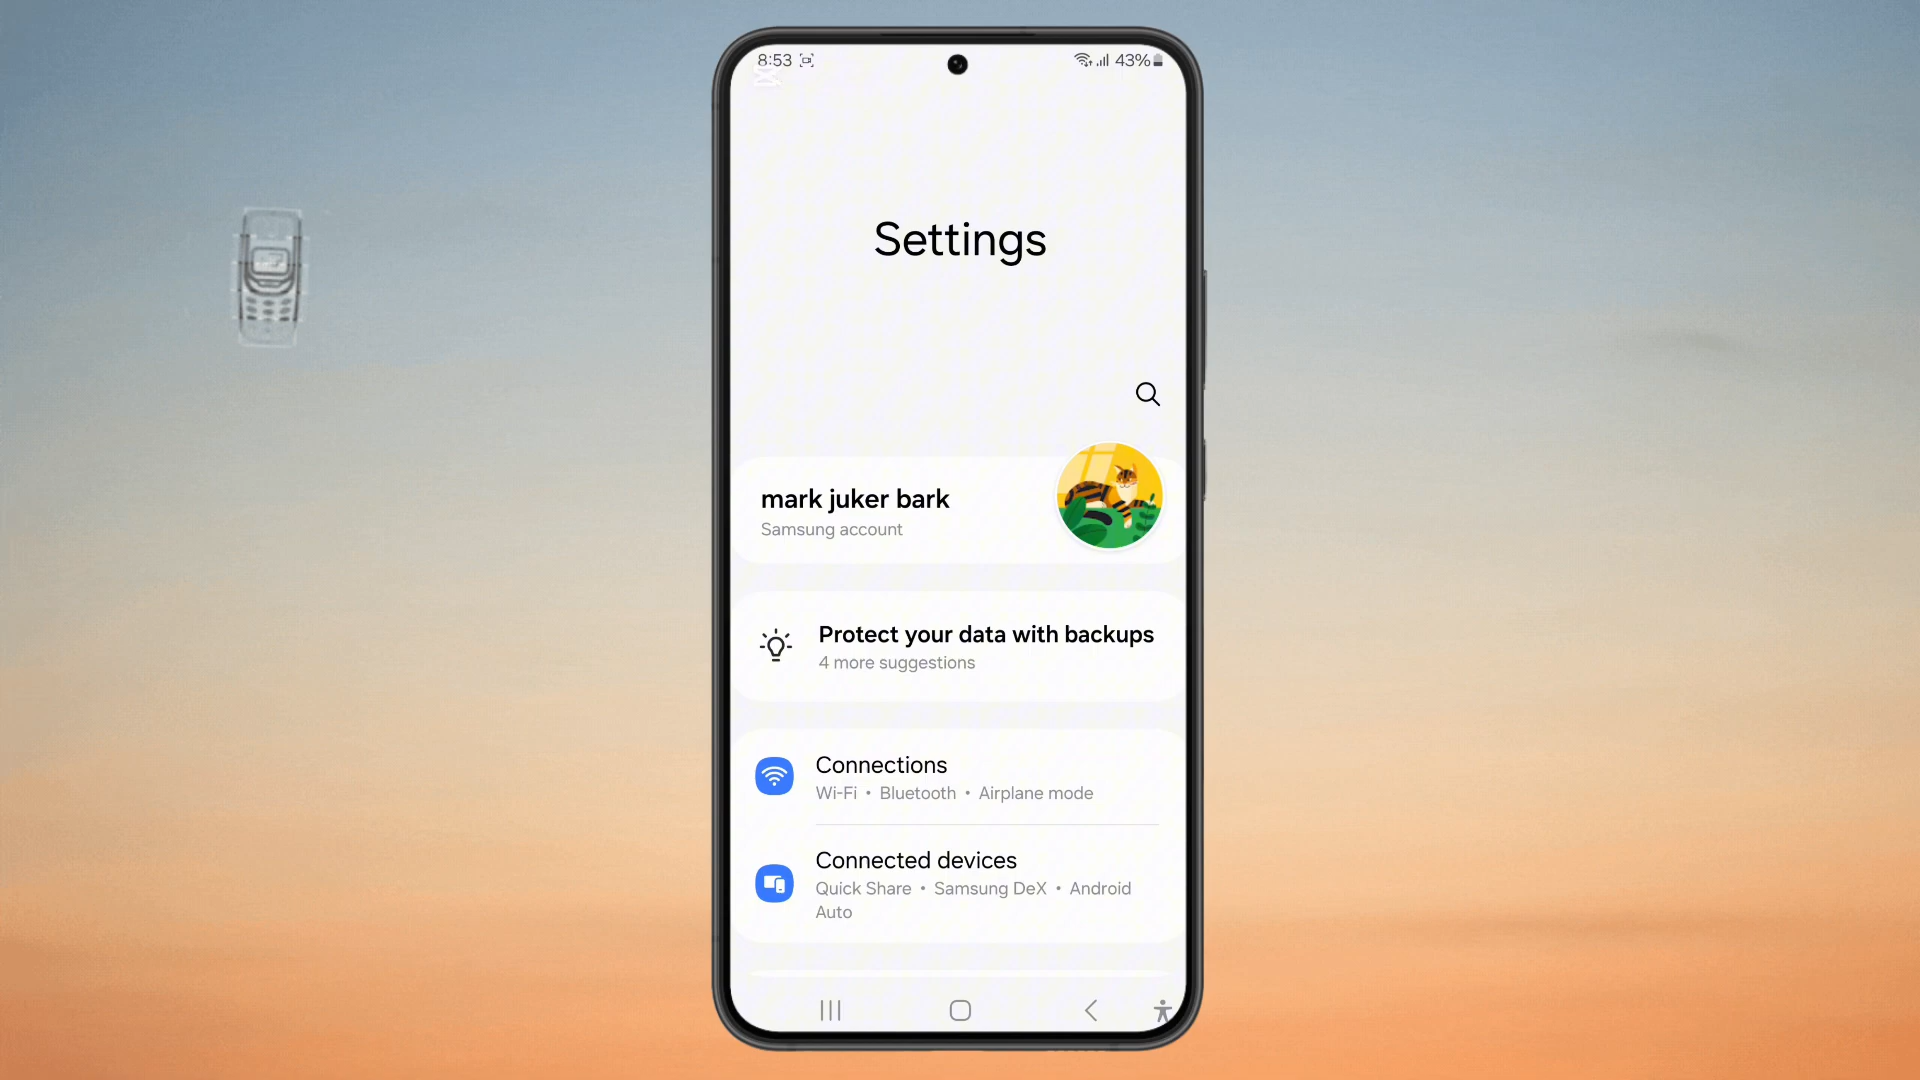 8:53
43%
Settings
mark juker bark
Samsung account
Protect your data with backups
4 more suggestions
Connections
Wi-Fi • Bluetooth • Airplane mode
Connected devices
Quick Share • Samsung DeX • Android
Auto